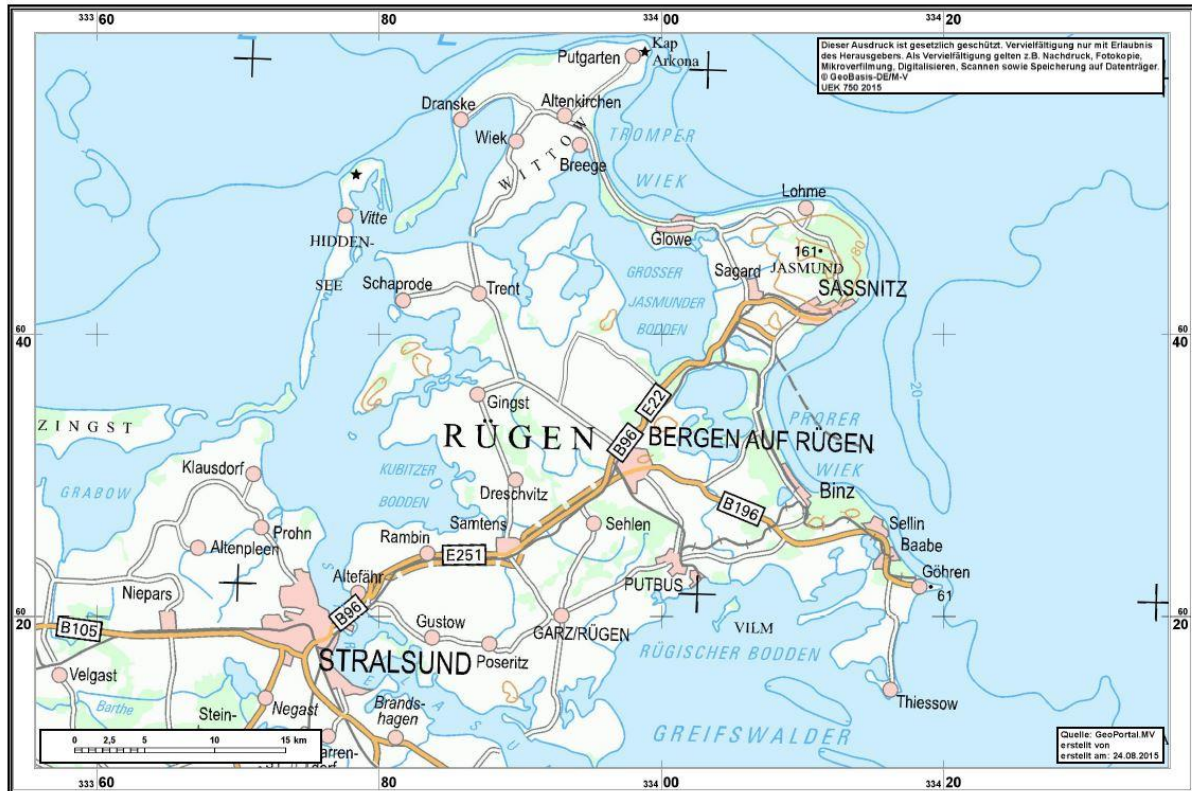 333 60
80
334 00
334 20
Dieser Ausdruck ist gesetzlich geschützt. Vervielfältigung nur mit Erlaubnis
des Herausgebers. Als Vervielfältigung gelten z.B. Nachdruck, Fotokopie,
Mikroverfilmung, Digitalisieren, Scannen sowie Speicherung auf Datenträger.
© GeoBasis-DE/M-V
UEK 750 2015
Kap
Arkona
Putgarten
Dranske
Altenkirchen
Wiek
WITTOW
Breege
TROMPER
WIEK
Lohme
Vitte
HIDDEN-
SEE
Glowe
161
80
JASMUND
Sagard
SASSNITZ
GROSSER
JASMUNDER
BODDEN
Schaprode
Trent
40
60
60
40
20
Gingst
E22
B96
PRORER
WIEK
ZINGST
RÜGEN
BERGEN AUF RÜGEN
Klausdorf
GRABOW
KUBITZER
BODDEN
Dreschvitz
Binz
B196
Prohn
Altenpleen
Samtens
Sehlen
Rambin
E251
Sellin
Baabe
Göhren
61
Altefähr
Niepars
PUTBUS
B96
20
60
60
20
B105
Gustow
GARZ/RÜGEN
VILM
Poseritz
RÜGISCHER BODDEN
STRALSUND
Velgast
Barthe
Negast
Stein-
Brands-
hagen
Thiessow
GREIFSWALDER
0 2,5 5 10 15 km
Quelle: GeoPortal.MV
erstellt von
erstellt am: 24.08.2015
333 60
80
334 00
334 20